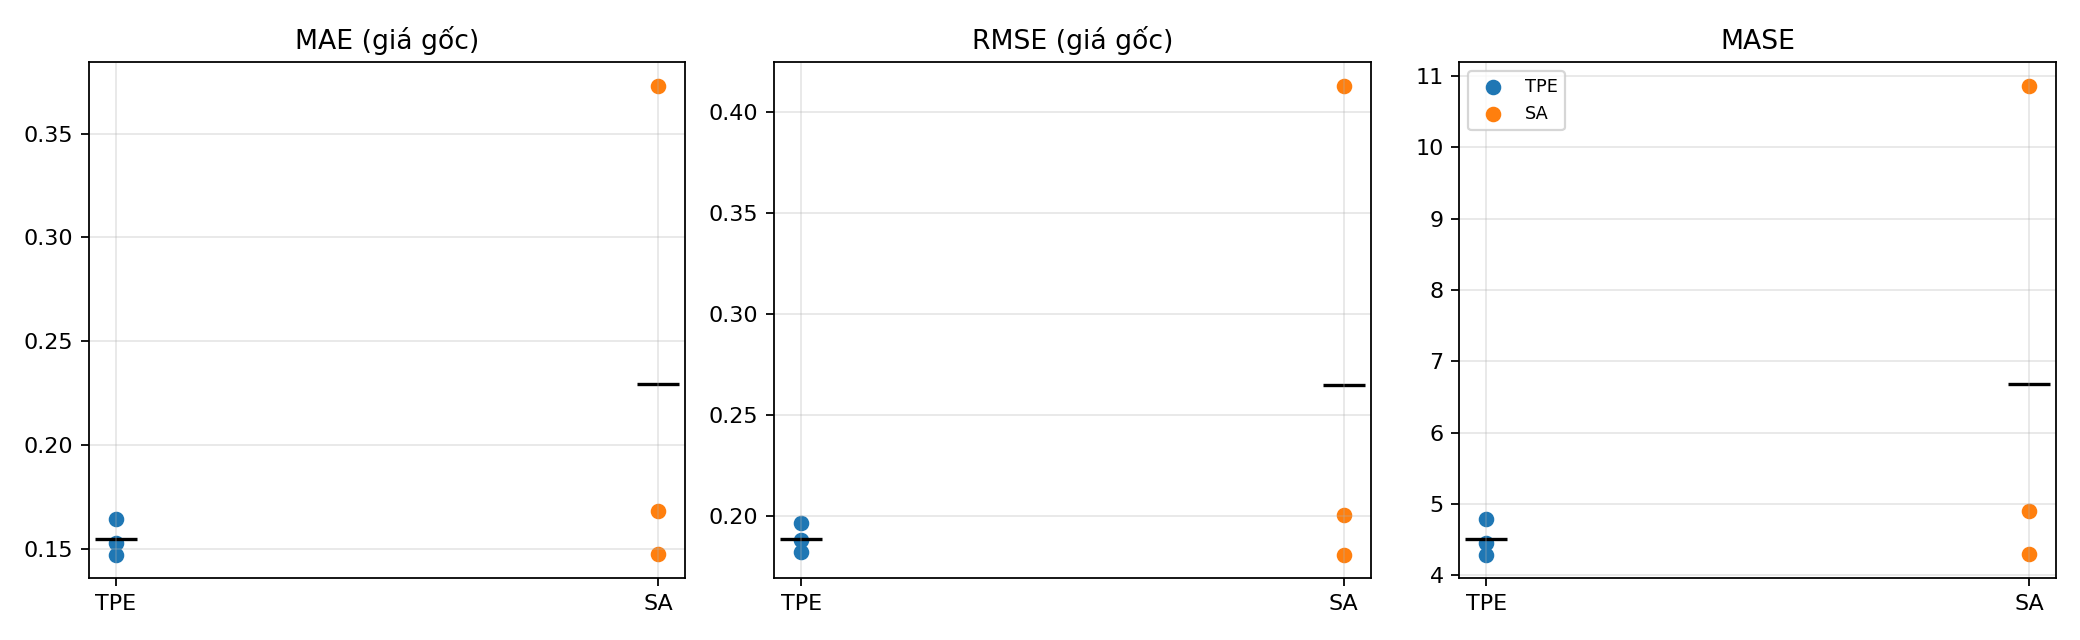 MAE (giá gốc)
0.35
0.30
0.25
0.20
0.15
TPE
SA
RMSE (giá gốc)
0.40
0.35
0.30
0.25
0.20
TPE
SA
MASE
11
10
9
8
7
6
5
4
TPE
SA
TPE
SA